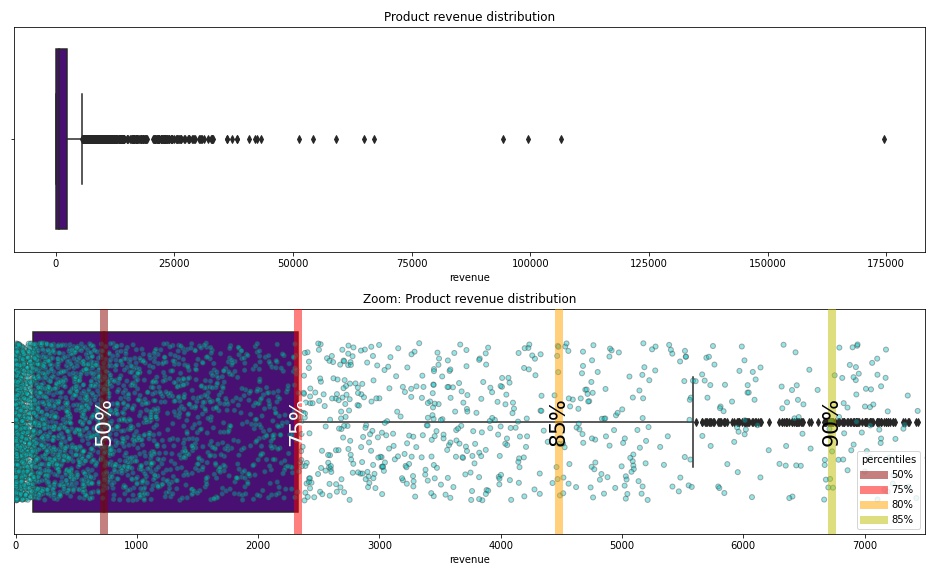 Product revenue distribution
0 25000 50000 75000 100000 125000 150000 175000
revenue
Zoom: Product revenue distribution
50%
75%
85%
90%
percentiles
50%
75%
80%
85%
0 1000 2000 3000 4000 5000 6000 7000
revenue